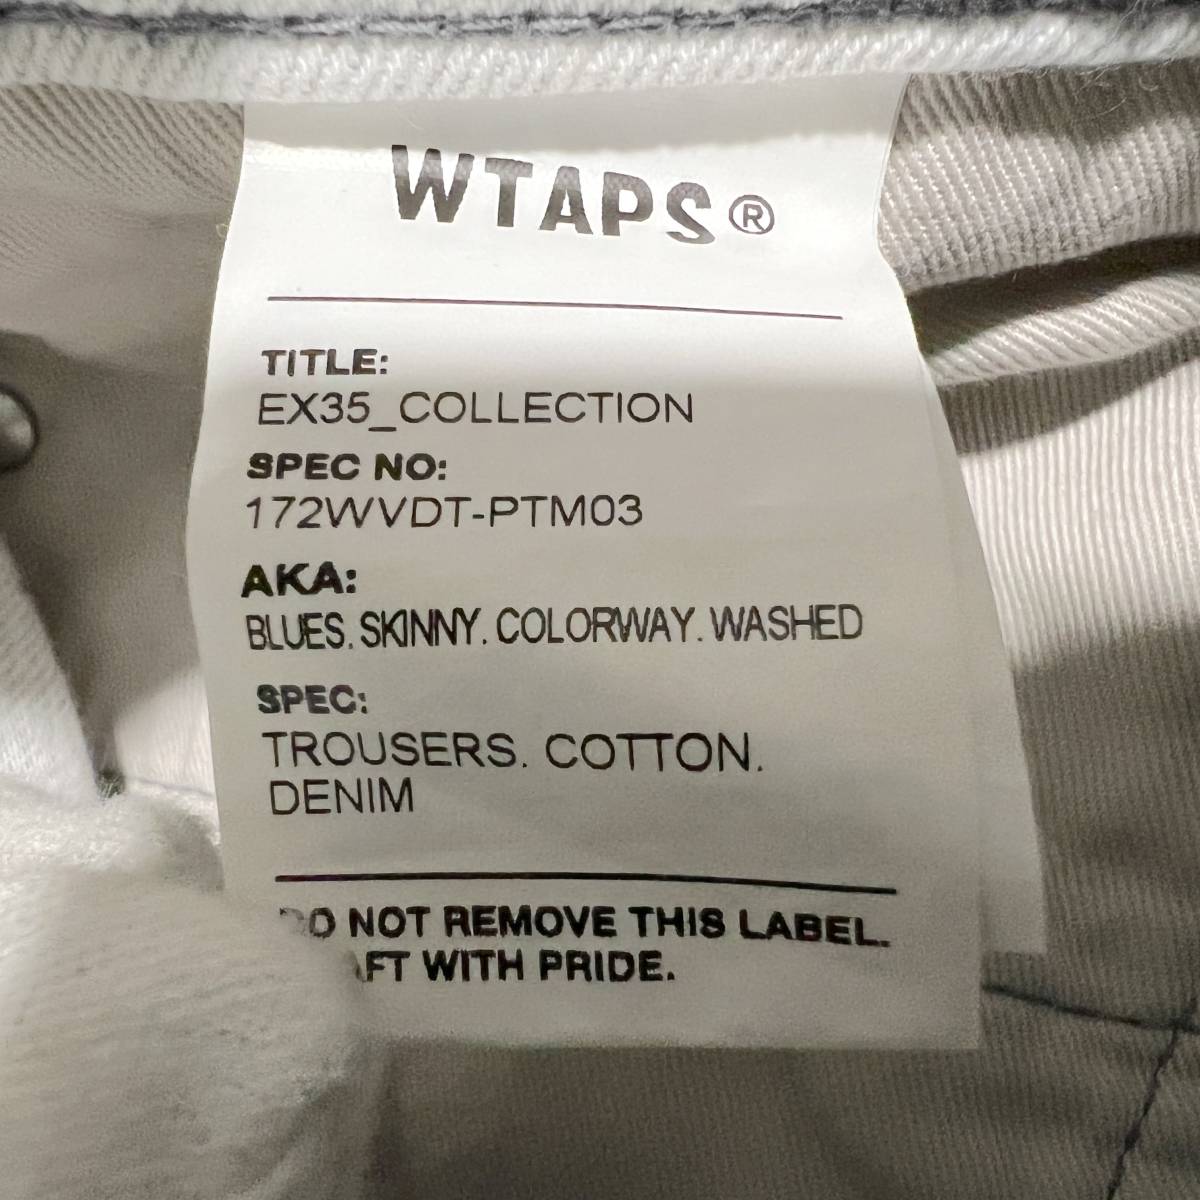 WTAPS®
TITLE:
EX35_COLLECTION
SPEC NO:
172WVDT-PTM03
AKA:
BLUES. SKINNY. COLORWAY. WASHED
SPEC:
TROUSERS. COTTON.
DENIM
DO NOT REMOVE THIS LABEL.
WITH PRIDE.